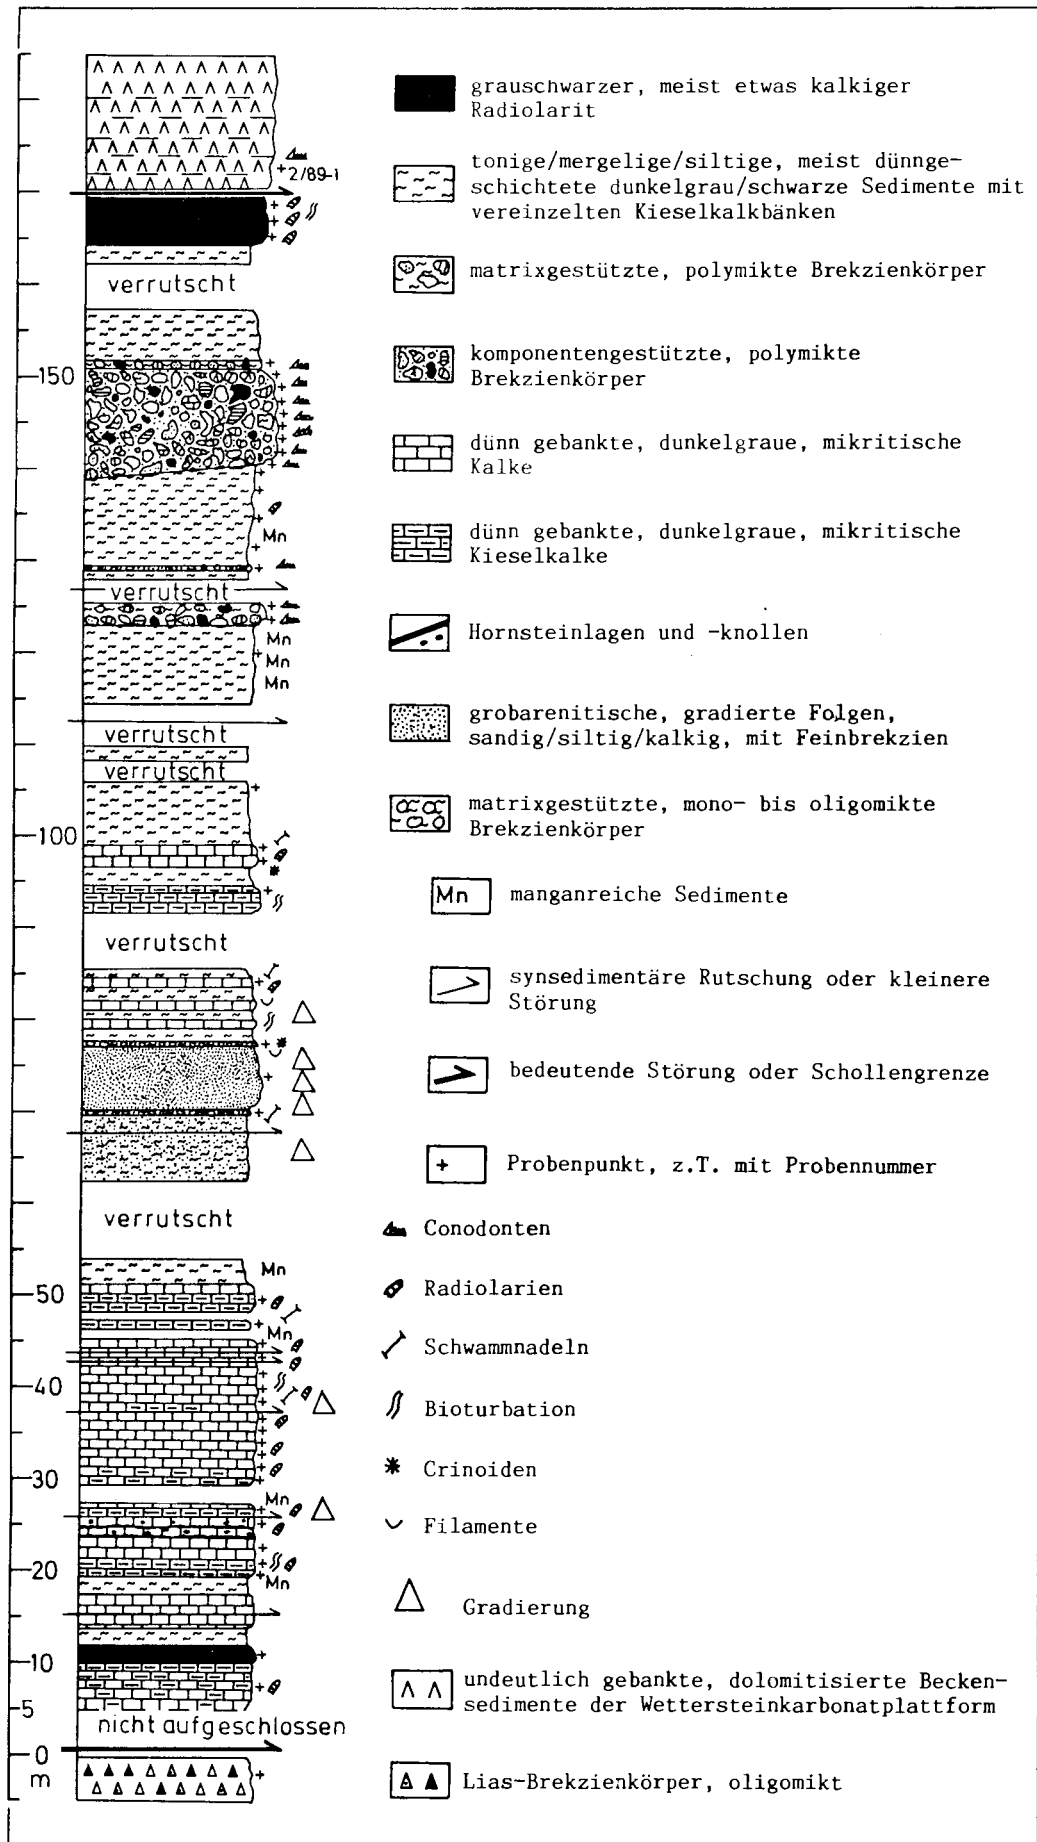 2/89-1
verrutscht
150
Mn
verrutscht
Mn
Mn
Mn
verrutscht
verrutscht
100
verrutscht
verrutscht
Mn
50
Mn
40
30
Mn
20
Mn
10
5
nicht aufgeschlossen
0
m
grauschwarzer, meist etwas kalkiger
Radiolarit
tonige/mergelige/siltige, meist dünnge-
schichtete dunkelgrau/schwarze Sedimente mit
vereinzelten Kieselkalkbänken
matrixgestützte, polymikte Brekzienkörper
komponentengestützte, polymikte
Brekzienkörper
dünn gebankte, dunkelgraue, mikritische
Kalke
dünn gebankte, dunkelgraue, mikritische
Kieselkalke
Hornsteinlagen und -knollen
grobarenitische, gradierte Folgen,
sandig/siltig/kalkig, mit Feinbrekzien
matrixgestützte, mono- bis oligomikte
Brekzienkörper
Mn manganreiche Sedimente
synsedimentäre Rutschung oder kleinere
Störung
bedeutende Störung oder Schollengrenze
Probenpunkt, z.T. mit Probennummer
Conodonten
Radiolarien
Schwammnadeln
Bioturbation
Crinoiden
Filamente
Gradierung
undeutlich gebankte, dolomitisierte Becken-
sedimente der Wettersteinkarbonatplattform
Lias-Brekzienkörper, oligomikt